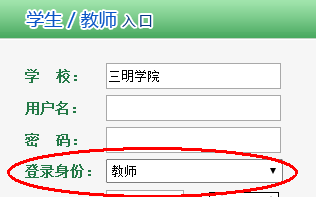 学生 / 教师 入口
学 校： 三明学院
用户名：
密 码：
登录身份： 教师